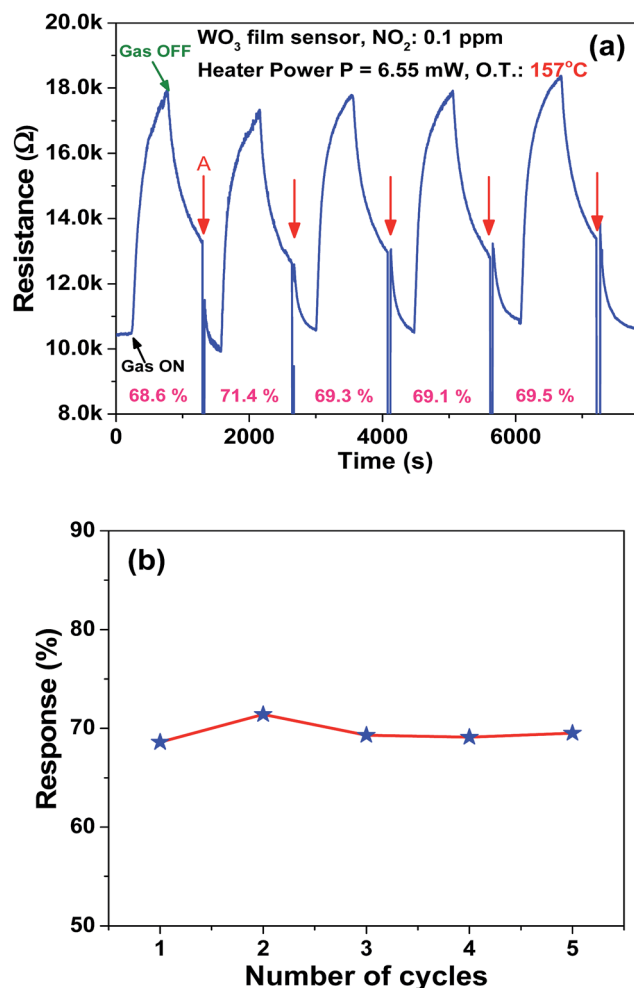 20.0k
18.0k
16.0k
14.0k
12.0k
10.0k
8.0k
Resistance (Ω)
Gas OFF
WO₃ film sensor, NO₂: 0.1 ppm
(a)
Heater Power P = 6.55 mW, O.T.: 157°C
A
Gas ON
68.6 % 71.4 % 69.3 % 69.1 % 69.5 %
0 2000 4000 6000
Time (s)
90
80
70
60
50
Response (%)
(b)
1 2 3 4 5
Number of cycles